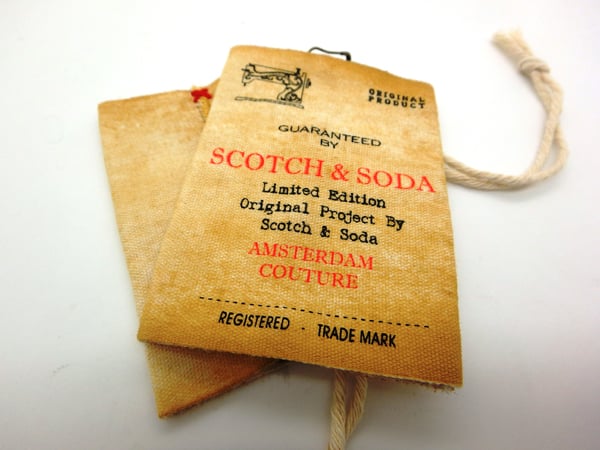 ORIGINAL
PRODUCT
GUARANTEED
BY
SCOTCH & SODA
Limited Edition
Original Project By
Scotch & Soda
AMSTERDAM
COUTURE
REGISTERED · TRADE MARK